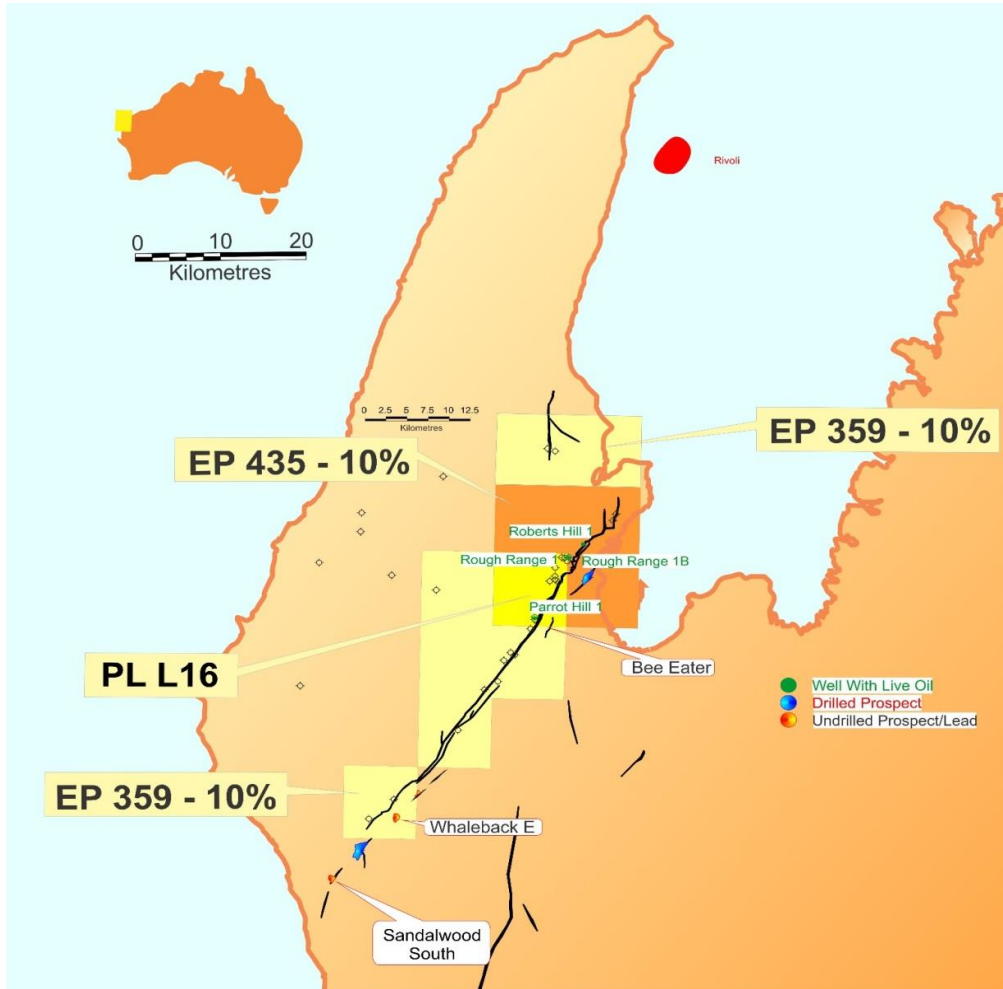 Rivoli
0 10 20
Kilometres
0 2.5 5 7.5 10 12.5
Kilometres
EP 359 - 10%
EP 435 - 10%
Roberts Hill 1
Rough Range 1
Rough Range 1B
Parrot Hill 1
Bee Eater
PL L16
Well With Live Oil
Drilled Prospect
Undrilled Prospect/Lead
EP 359 - 10%
Whaleback E
Sandalwood
South